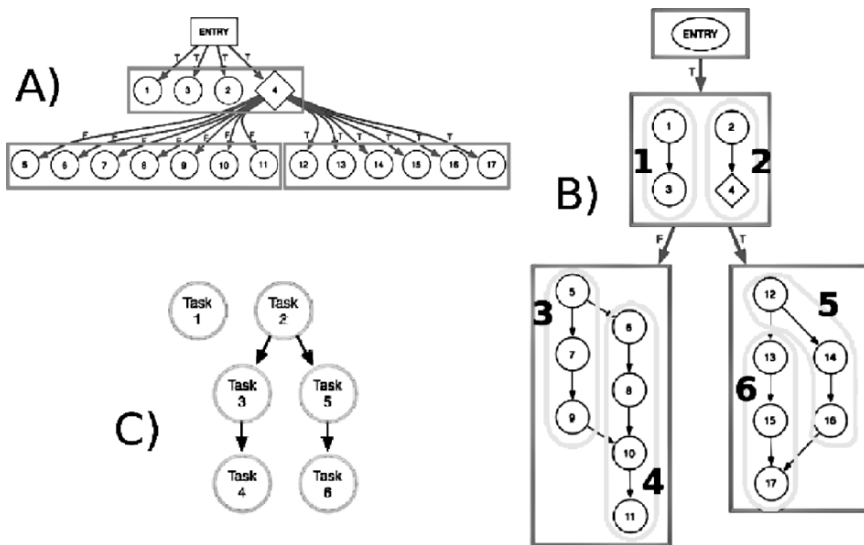 A)
ENTRY
T T T T
1 3 2 4
F F F F F F F T T T T T T
5 6 7 8 9 10 11 12 13 14 15 16 17
B)
ENTRY
T
1 2
1 2
3 4
F T
5 12
3 5
6
7 13 14
8 6
9 15 16
10
4 17
11
C)
Task
1
Task
2
Task
3
Task
5
Task
4
Task
6